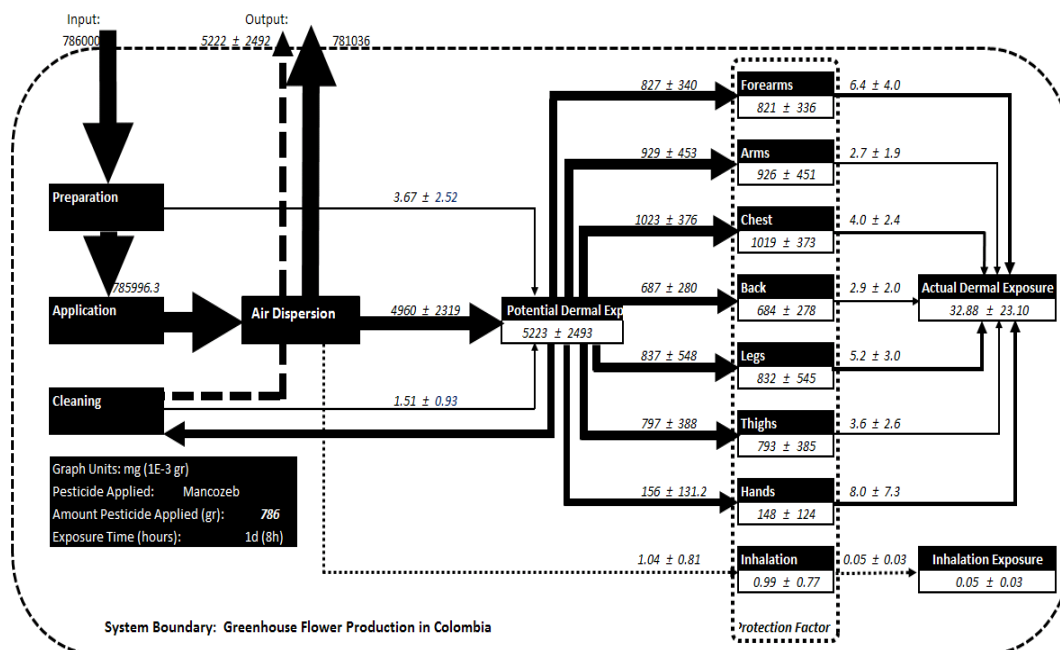 Input:
Output:
786000
5222 ± 2492
781036
827 ± 340
Forearms
6.4 ± 4.0
821 ± 336
929 ± 453
Arms
2.7 ± 1.9
926 ± 451
Preparation
3.67 ± 2.52
1023 ± 376
Chest
4.0 ± 2.4
1019 ± 373
785996.3
Application
Air Dispersion
4960 ± 2319
Potential Dermal Exp
5223 ± 2493
687 ± 280
Back
2.9 ± 2.0
684 ± 278
Actual Dermal Exposure
32.88 ± 23.10
837 ± 548
Legs
5.2 ± 3.0
832 ± 545
Cleaning
1.51 ± 0.93
797 ± 388
Thighs
3.6 ± 2.6
793 ± 385
Graph Units: mg (1E-3 gr)
Pesticide Applied: Mancozeb
Amount Pesticide Applied (gr): 786
Exposure Time (hours): 1d (8h)
156 ± 131.2
Hands
8.0 ± 7.3
148 ± 124
1.04 ± 0.81
Inhalation
0.05 ± 0.03
0.99 ± 0.77
Inhalation Exposure
0.05 ± 0.03
System Boundary: Greenhouse Flower Production in Colombia
Protection Factor